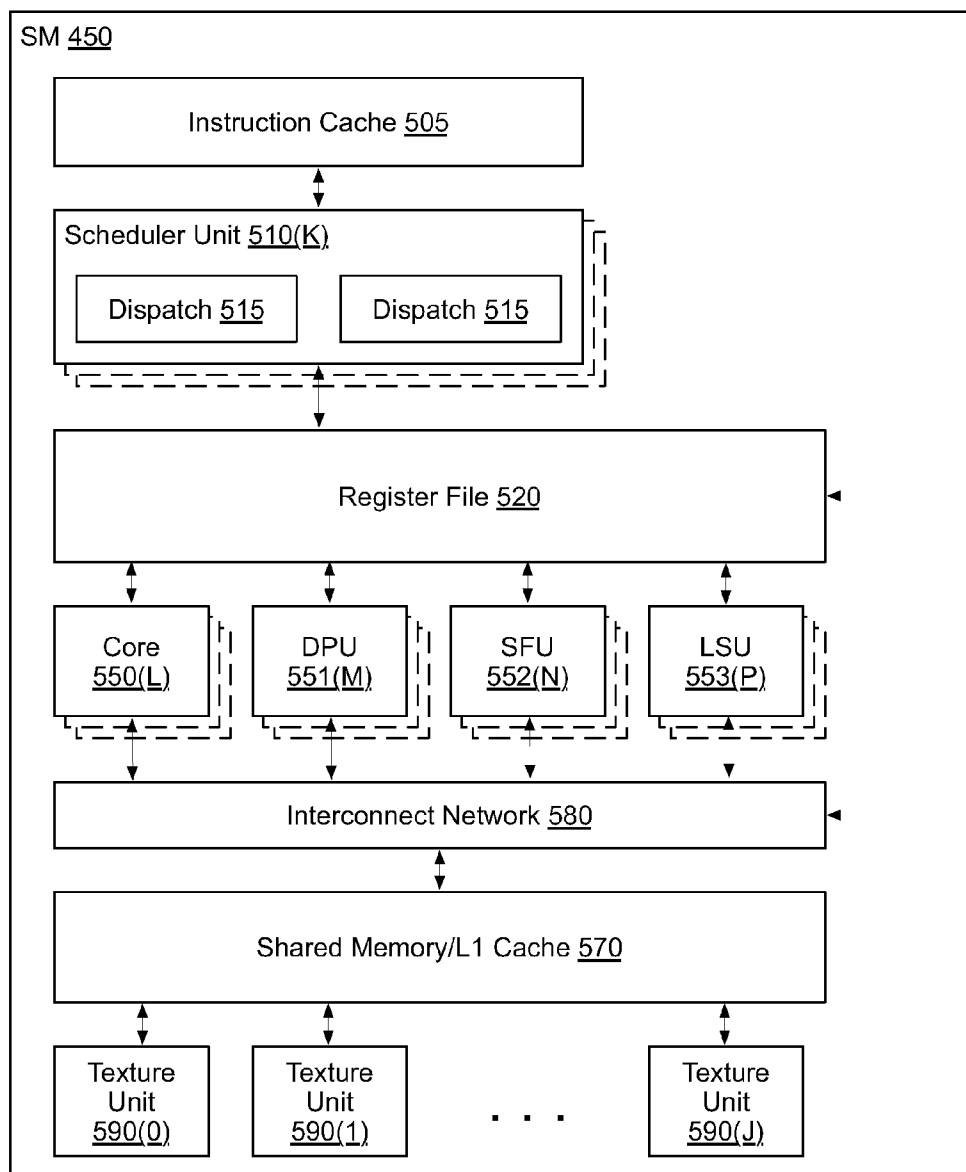 SM 450
Instruction Cache 505
Scheduler Unit 510(K)
Dispatch 515
Dispatch 515
Register File 520
Core
550(L)
DPU
551(M)
SFU
552(N)
LSU
553(P)
Interconnect Network 580
Shared Memory/L1 Cache 570
Texture
Unit
590(0)
Texture
Unit
590(1)
. . .
Texture
Unit
590(J)